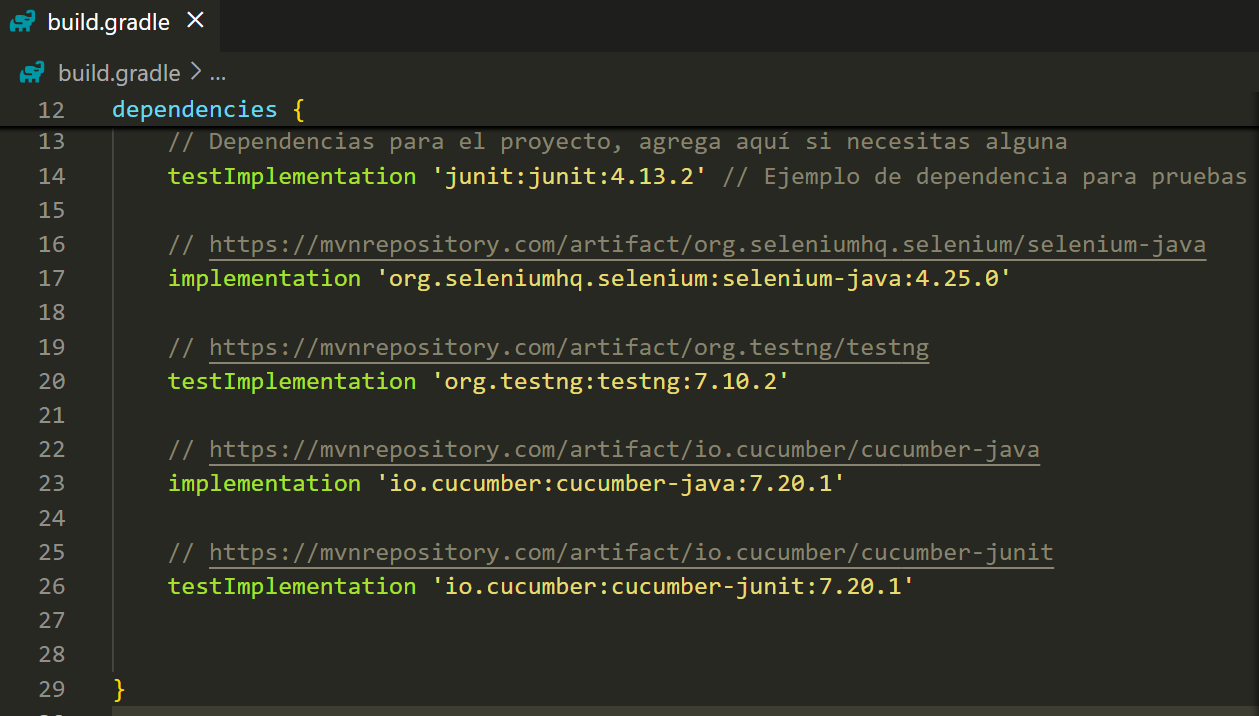 build.gradle ×
build.gradle > ...
12 dependencies {
13 // Dependencias para el proyecto, agrega aquí si necesitas alguna
14 testImplementation 'junit:junit:4.13.2' // Ejemplo de dependencia para pruebas
15
16 // https://mvnrepository.com/artifact/org.seleniumhq.selenium/selenium-java
17 implementation 'org.seleniumhq.selenium:selenium-java:4.25.0'
18
19 // https://mvnrepository.com/artifact/org.testng/testng
20 testImplementation 'org.testng:testng:7.10.2'
21
22 // https://mvnrepository.com/artifact/io.cucumber/cucumber-java
23 implementation 'io.cucumber:cucumber-java:7.20.1'
24
25 // https://mvnrepository.com/artifact/io.cucumber/cucumber-junit
26 testImplementation 'io.cucumber:cucumber-junit:7.20.1'
27
28
29 }